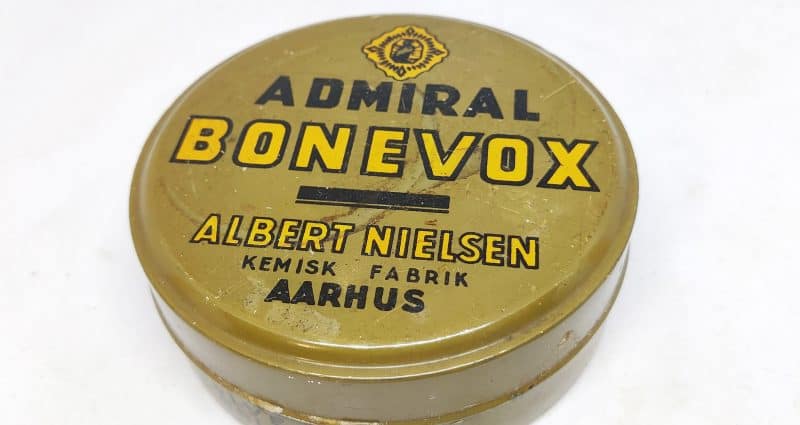 ADMIRAL
BONEVOX
ALBERT NIELSEN
KEMISK FABRIK
AARHUS